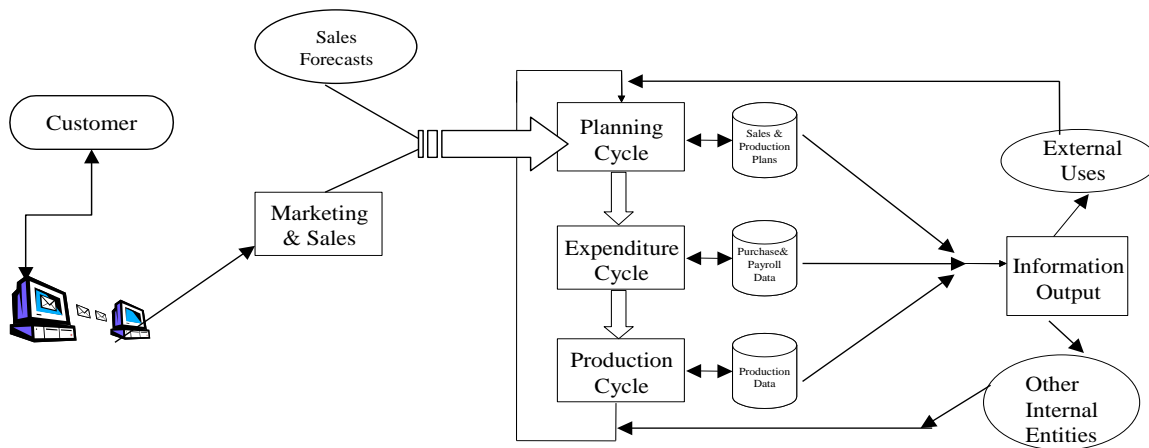 Sales
Forecasts
Customer
Marketing
& Sales
Planning
Cycle
Sales &
Production
Plans
External
Uses
Expenditure
Cycle
Purchase&
Payroll
Data
Information
Output
Production
Cycle
Production
Data
Other
Internal
Entities